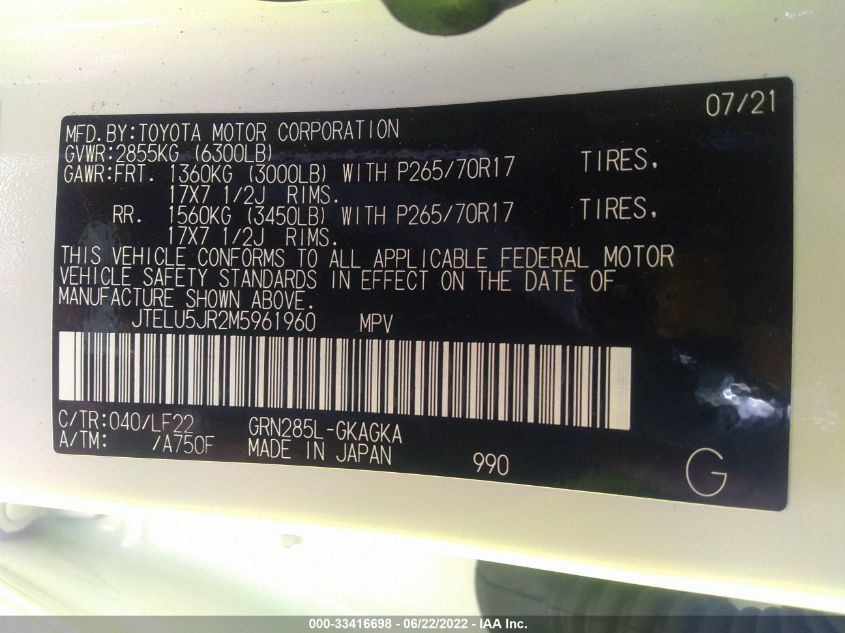 07/21
MFD.BY:TOYOTA MOTOR CORPORATION
GVWR:2855KG (6300LB)
GAWR:FRT. 1360KG (3000LB) WITH P265/70R17 TIRES,
17X7 1/2J RIMS.
RR. 1560KG (3450LB) WITH P265/70R17 TIRES,
17X7 1/2J RIMS.
THIS VEHICLE CONFORMS TO ALL APPLICABLE FEDERAL MOTOR
VEHICLE SAFETY STANDARDS IN EFFECT ON THE DATE OF
MANUFACTURE SHOWN ABOVE.
JTELU5JR2M5961960 MPV
C/TR:040/LF22 GRN285L-GKAGKA
A/TM: /A750F MADE IN JAPAN 990
G
000-33416698 - 06/22/2022 - IAA Inc.